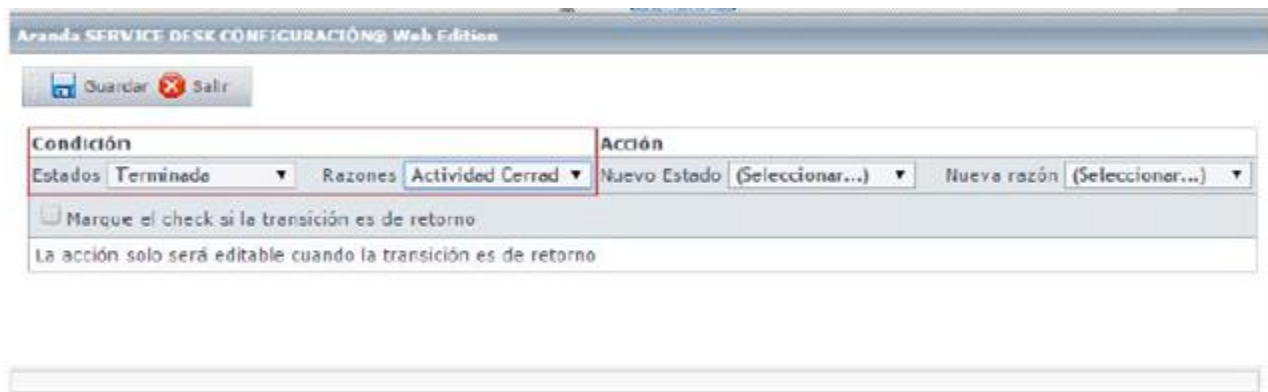 Aranda SERVICE DESK CONFIGURACIÓN® Web Edition
Guardar Salir
Condición Acción
Estados Terminada Razones Actividad Cerrad Nuevo Estado (Seleccionar...) Nueva razón (Seleccionar...)
Marque el check si la transición es de retorno
La acción solo será editable cuando la transición es de retorno